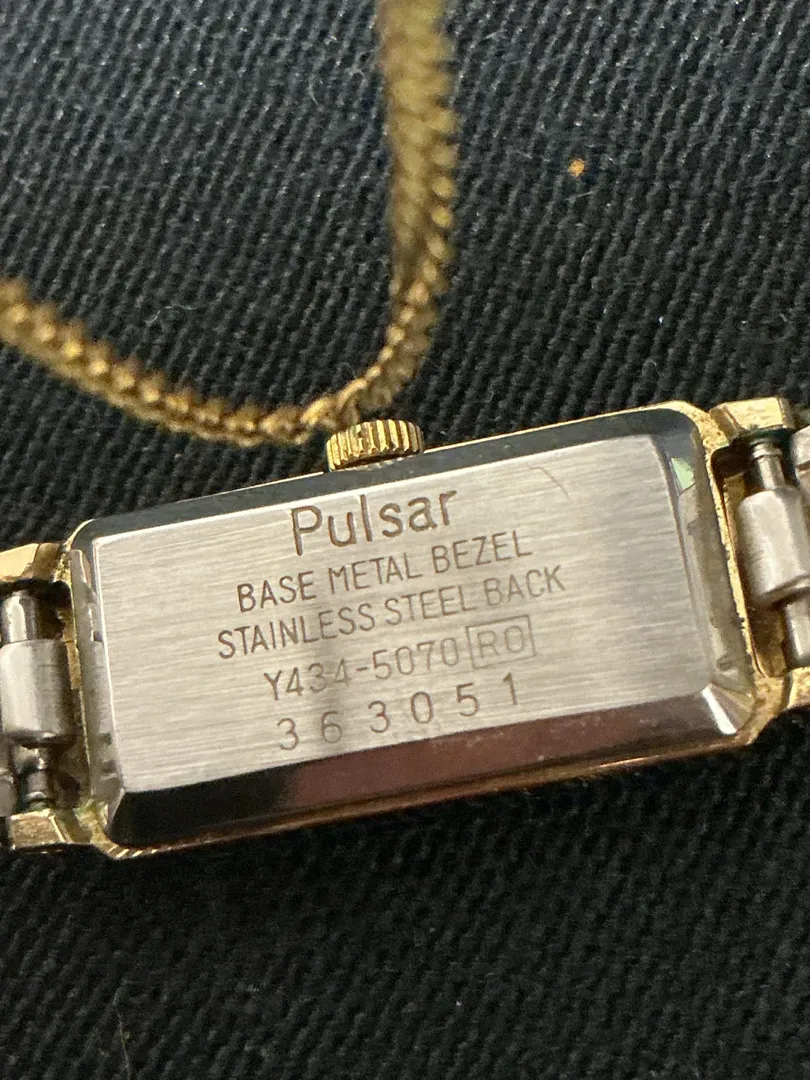 Pulsar
BASE METAL BEZEL
STAINLESS STEEL BACK
Y434-5070 RO
363051